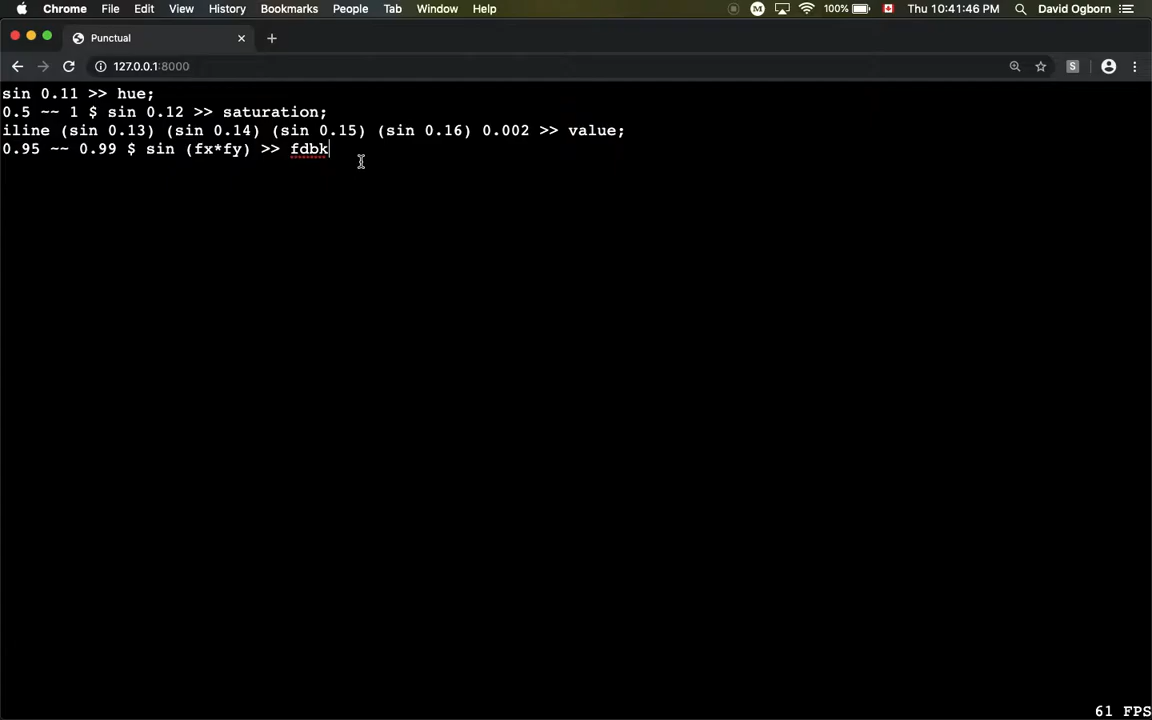 Chrome File Edit View History Bookmarks People Tab Window Help M 100% Thu 10:41:46 PM David Ogborn
Punctual
127.0.0.1:8000 S
sin 0.11 >> hue;
0.5 ~~ 1 $ sin 0.12 >> saturation;
iline (sin 0.13) (sin 0.14) (sin 0.15) (sin 0.16) 0.002 >> value;
0.95 ~~ 0.99 $ sin (fx*fy) >> fdbk
61 FPS